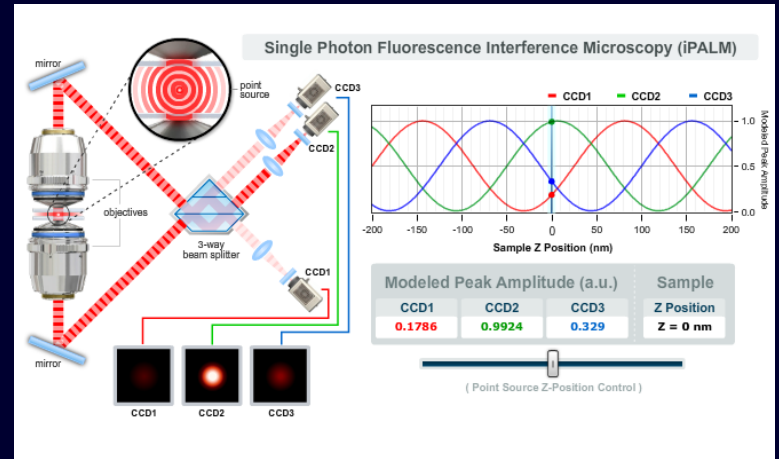 Single Photon Fluorescence Interference Microscopy (iPALM)
mirror
point
source
CCD3
CCD2
objectives
3-way
beam splitter
CCD1
mirror
CCD1
CCD2
CCD3
CCD1 CCD2 CCD3
1.0
0.5
0.0
Modeled Peak Amplitude
-200 -150 -100 -50 0 50 100 150 200
Sample Z Position (nm)
Modeled Peak Amplitude (a.u.) Sample
CCD1 CCD2 CCD3 Z Position
0.1786 0.9924 0.329 Z = 0 nm
( Point Source Z-Position Control )